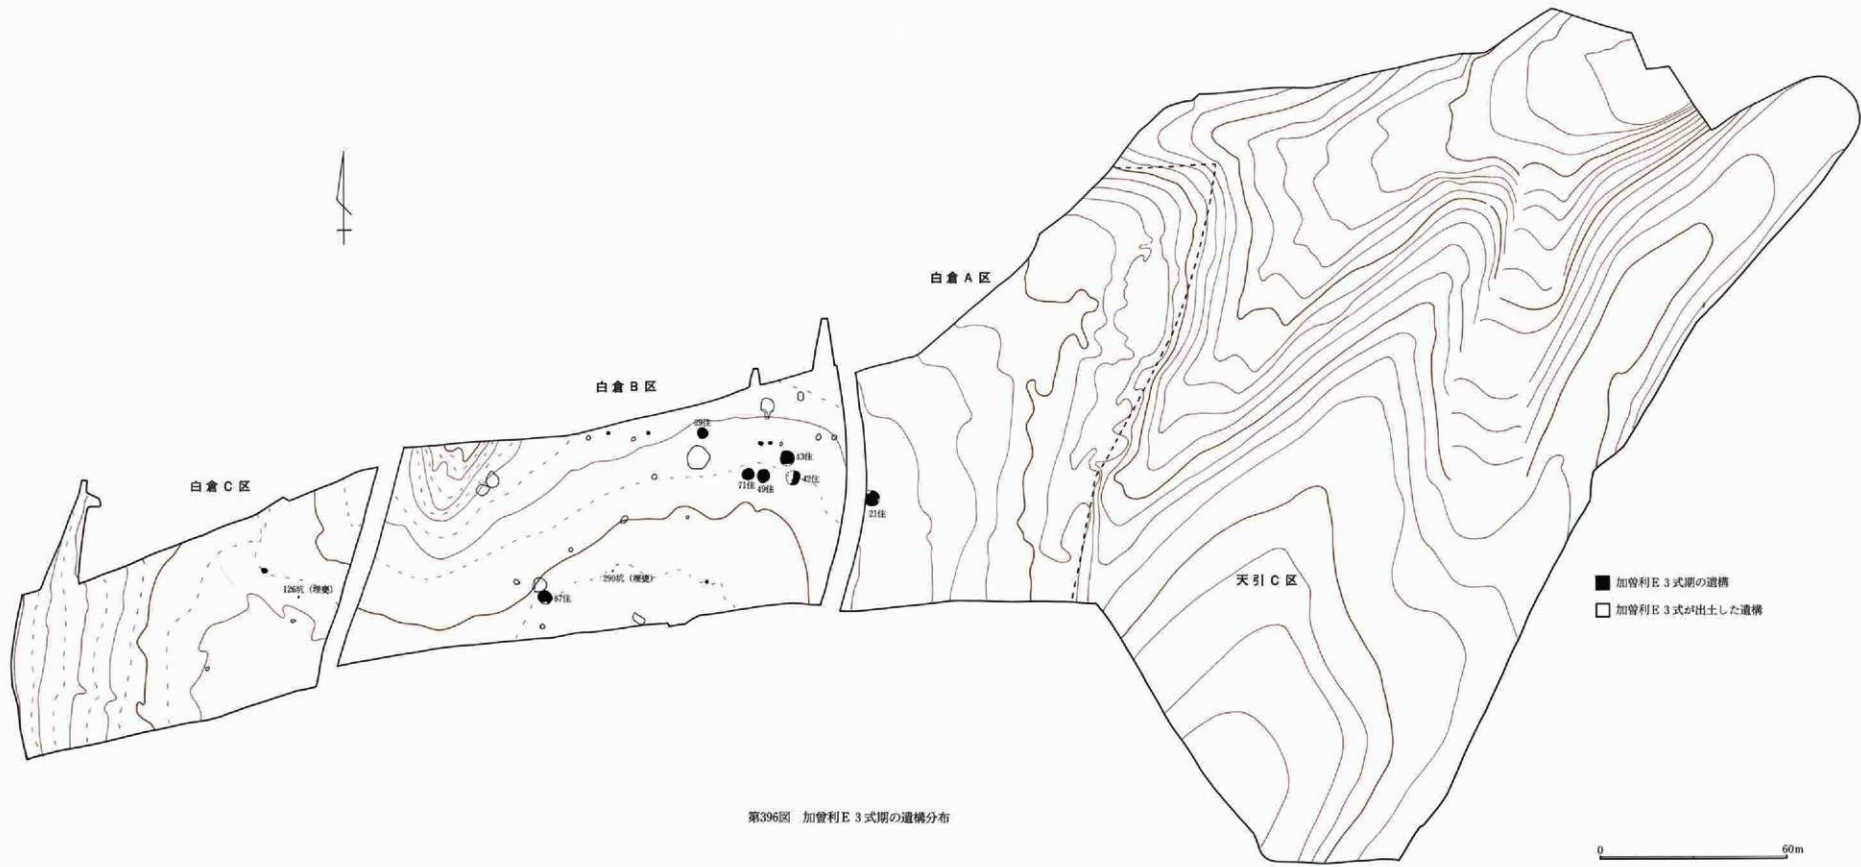 白倉A区
白倉B区
29住
43住
71住
49住
42住
白倉C区
21住
126坑（埋甕）
290坑（埋甕）
87住
天引C区
加曽利E3式期の遺構
加曽利E3式が出土した遺構
第396図 加曽利E3式期の遺構分布
0 60m